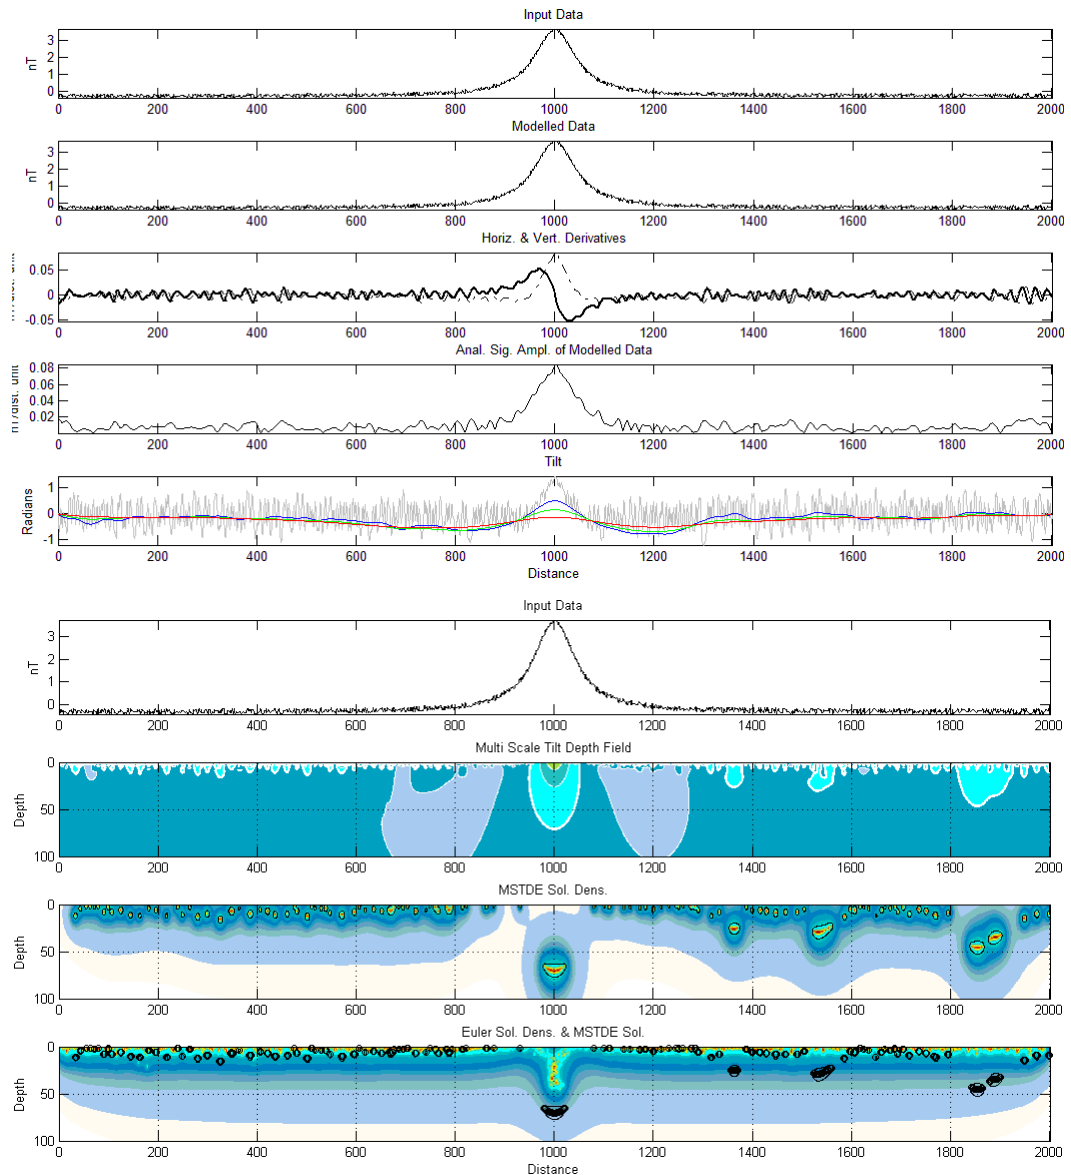 Input Data
nT
3
2
1
0
0 200 400 600 800 1000 1200 1400 1600 1800 2000
Modelled Data
nT
3
2
1
0
0 200 400 600 800 1000 1200 1400 1600 1800 2000
Horiz. & Vert. Derivatives
0.05
0
-0.05
0 200 400 600 800 1000 1200 1400 1600 1800 2000
Anal. Sig. Ampl. of Modelled Data
nT/dist. unit
0.08
0.06
0.04
0.02
0 200 400 600 800 1000 1200 1400 1600 1800 2000
Tilt
Radians
1
0
-1
0 200 400 600 800 1000 1200 1400 1600 1800 2000
Distance
Input Data
nT
3
2
1
0
0 200 400 600 800 1000 1200 1400 1600 1800 2000
Multi Scale Tilt Depth Field
Depth
0
50
100
0 200 400 600 800 1000 1200 1400 1600 1800 2000
MSTDE Sol. Dens.
Depth
0
50
100
0 200 400 600 800 1000 1200 1400 1600 1800 2000
Euler Sol. Dens. & MSTDE Sol.
Depth
0
50
100
0 200 400 600 800 1000 1200 1400 1600 1800 2000
Distance